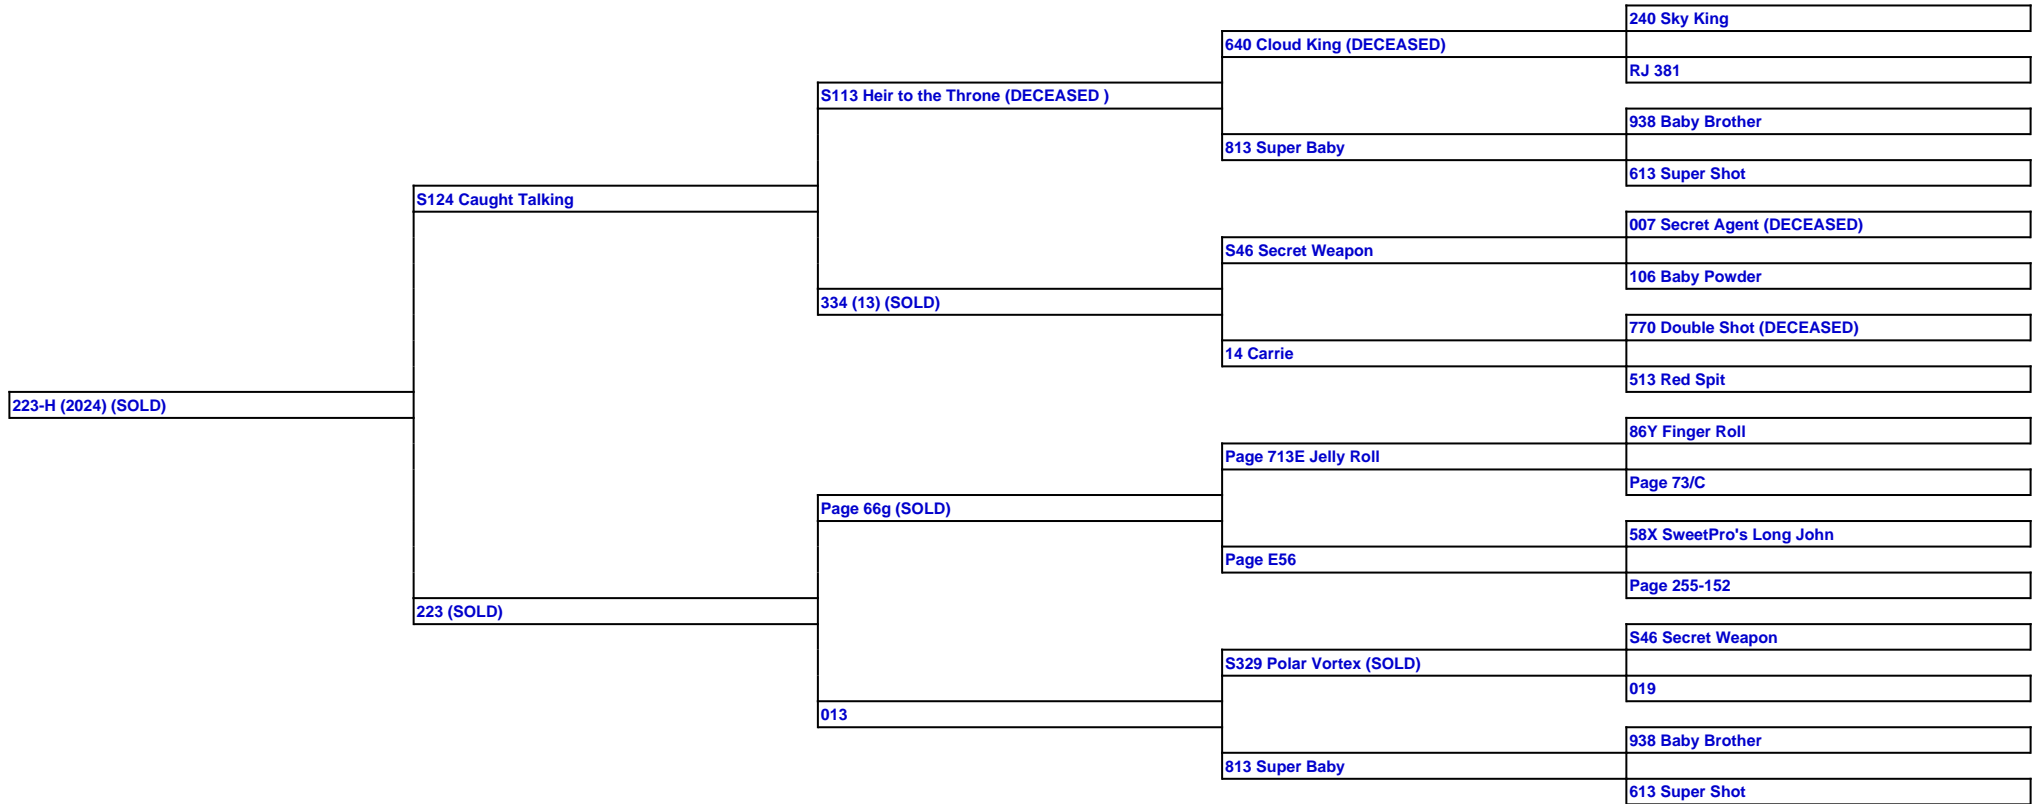 240 Sky King
640 Cloud King (DECEASED)
RJ 381
S113 Heir to the Throne (DECEASED )
938 Baby Brother
813 Super Baby
613 Super Shot
S124 Caught Talking
007 Secret Agent (DECEASED)
S46 Secret Weapon
106 Baby Powder
334 (13) (SOLD)
770 Double Shot (DECEASED)
14 Carrie
513 Red Spit
223-H (2024) (SOLD)
86Y Finger Roll
Page 713E Jelly Roll
Page 73/C
Page 66g (SOLD)
58X SweetPro's Long John
Page E56
Page 255-152
223 (SOLD)
S46 Secret Weapon
S329 Polar Vortex (SOLD)
019
013
938 Baby Brother
813 Super Baby
613 Super Shot